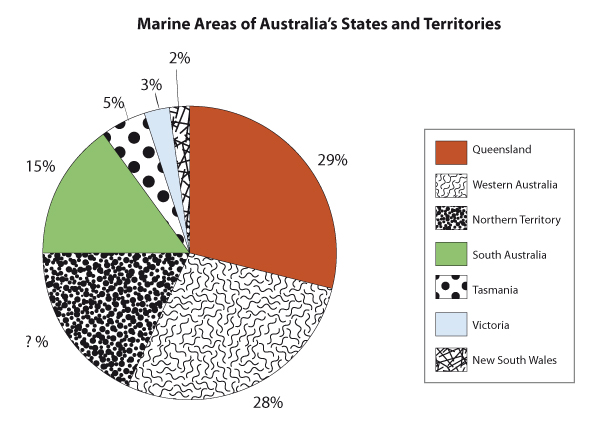 Marine Areas of Australia's States and Territories
2%
3%
5%
29%
15%
? %
28%
Queensland
Western Australia
Northern Territory
South Australia
Tasmania
Victoria
New South Wales